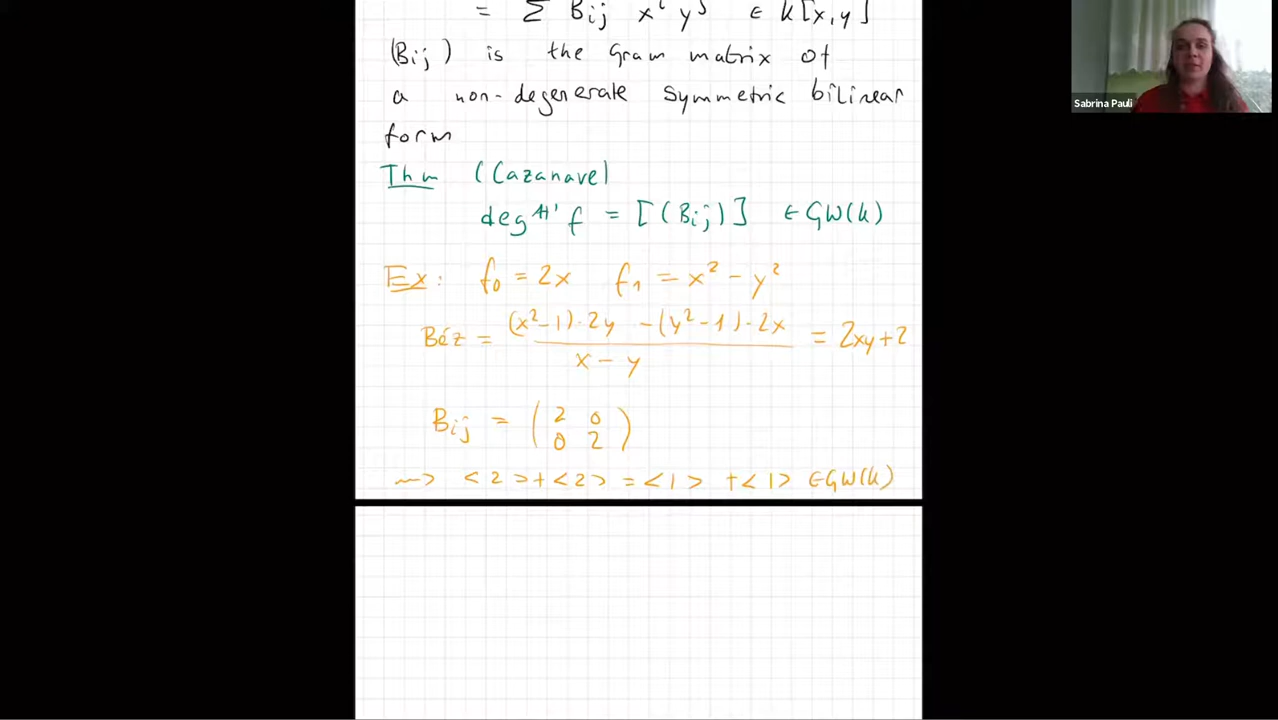 = Σ Bij x^i y^j ∈ k[x,y]
(Bij) is the Gram matrix of
a non-degenerate symmetric bilinear
form
Thm (Cazanave)
deg^A¹ f = [(Bij)] ∈ GW(k)
Ex: f₀ = 2x f₁ = x² - y²
Béz = (x²-1)·2y - (y²-1)·2x / x - y = 2xy+2
Bij = (2 0
0 2)
~> <2>+<2> = <1> +<1> ∈GW(k)
Sabrina Pauli